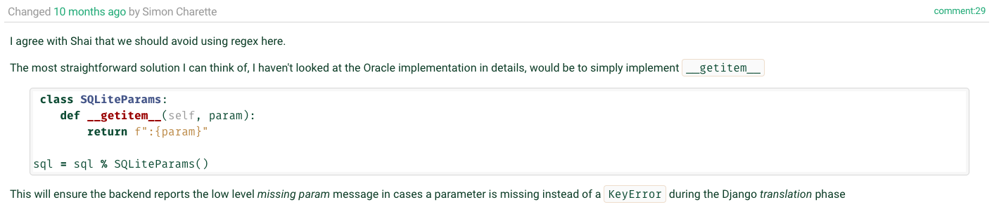 Changed 10 months ago by Simon Charette comment:29
I agree with Shai that we should avoid using regex here.
The most straightforward solution I can think of, I haven't looked at the Oracle implementation in details, would be to simply implement __getitem__
class SQLiteParams:
    def __getitem__(self, param):
        return f":{param}"
sql = sql % SQLiteParams()
This will ensure the backend reports the low level missing param message in cases a parameter is missing instead of a KeyError during the Django translation phase